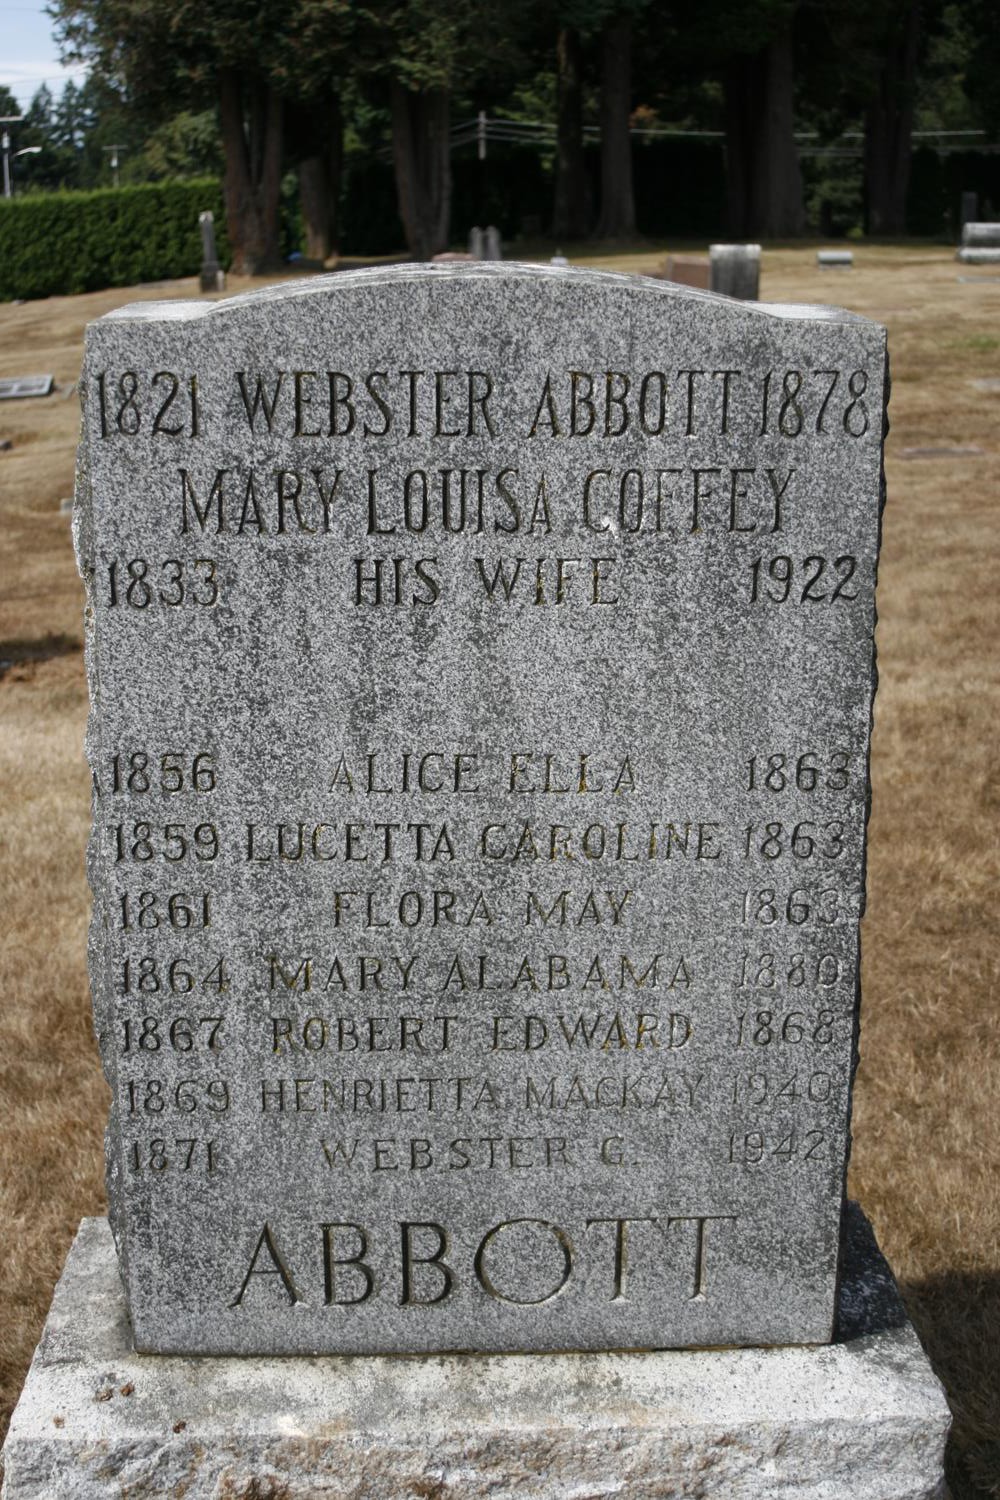 1821 WEBSTER ABBOTT 1878
MARY LOUISA COFFEY
1833 HIS WIFE 1922
1856 ALICE ELLA 1863
1859 LUCETTA CAROLINE 1863
1861 FLORA MAY 1863
1864 MARY ALABAMA 1880
1867 ROBERT EDWARD 1868
1869 HENRIETTA MACKAY 1940
1871 WEBSTER G. 1942
ABBOTT